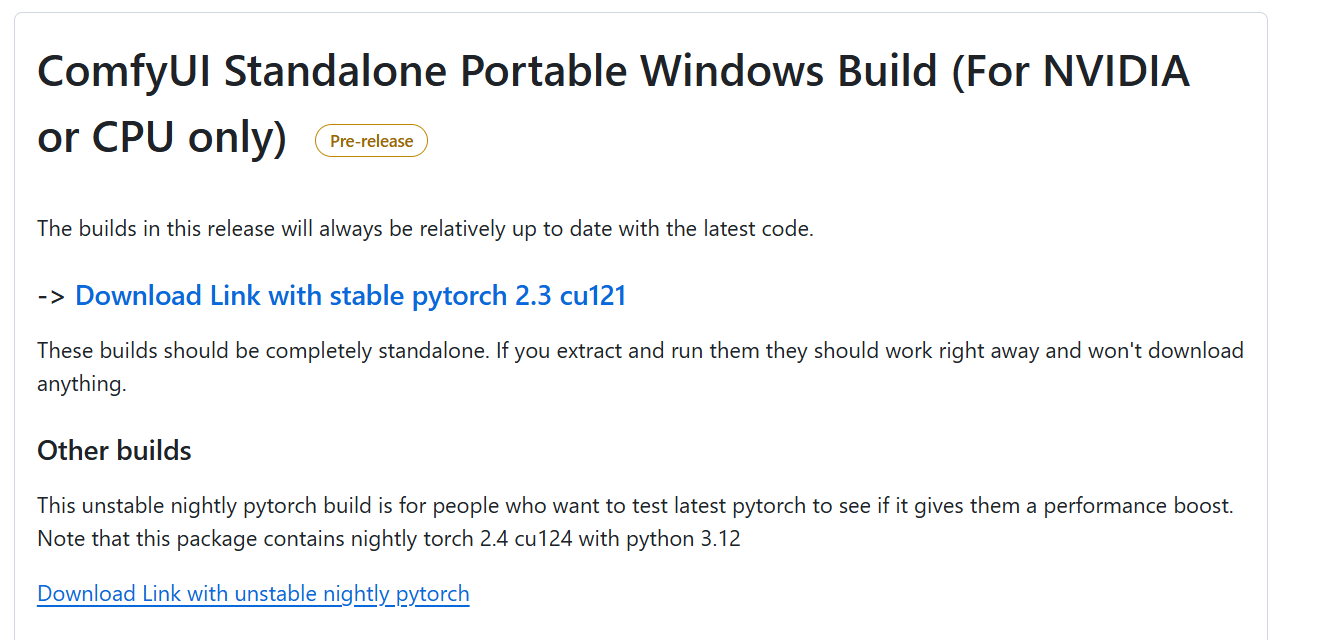 ComfyUI Standalone Portable Windows Build (For NVIDIA
or CPU only) Pre-release
The builds in this release will always be relatively up to date with the latest code.
-> Download Link with stable pytorch 2.3 cu121
These builds should be completely standalone. If you extract and run them they should work right away and won't download
anything.
Other builds
This unstable nightly pytorch build is for people who want to test latest pytorch to see if it gives them a performance boost.
Note that this package contains nightly torch 2.4 cu124 with python 3.12
Download Link with unstable nightly pytorch